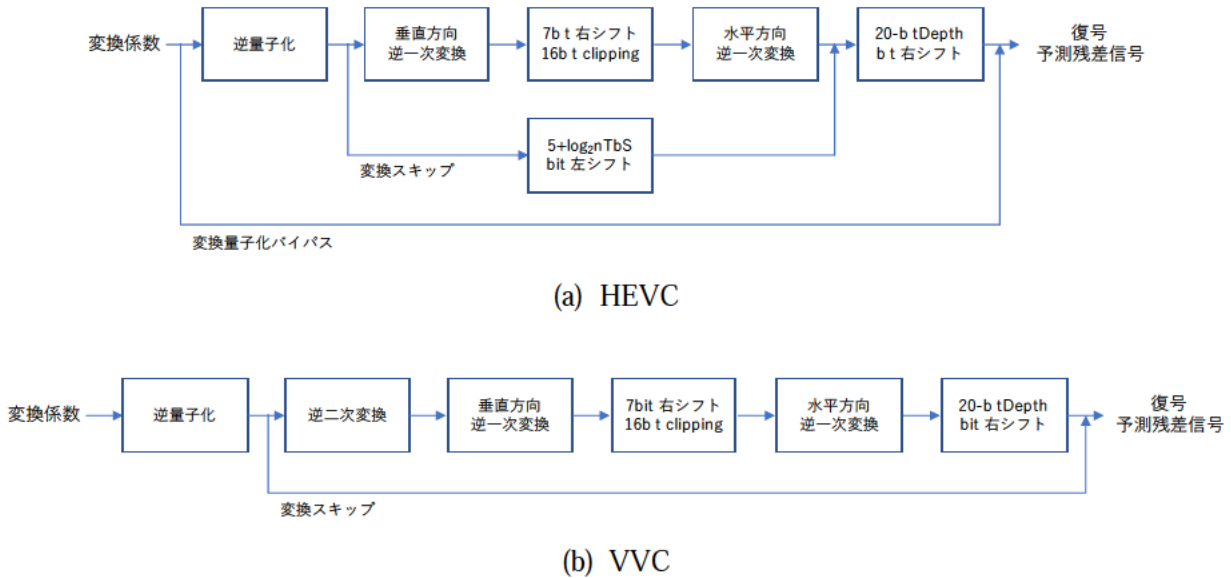 変換係数
逆量子化
垂直方向
逆一次変換
7b t 右シフト
16b t clipping
水平方向
逆一次変換
20-b tDepth
b t 右シフト
復号
予測残差信号
5+log₂nTbS
bit 左シフト
変換スキップ
変換量子化バイパス
(a) HEVC
変換係数
逆量子化
逆二次変換
垂直方向
逆一次変換
7bit 右シフト
16b t clipping
水平方向
逆一次変換
20-b tDepth
bit 右シフト
復号
予測残差信号
変換スキップ
(b) VVC